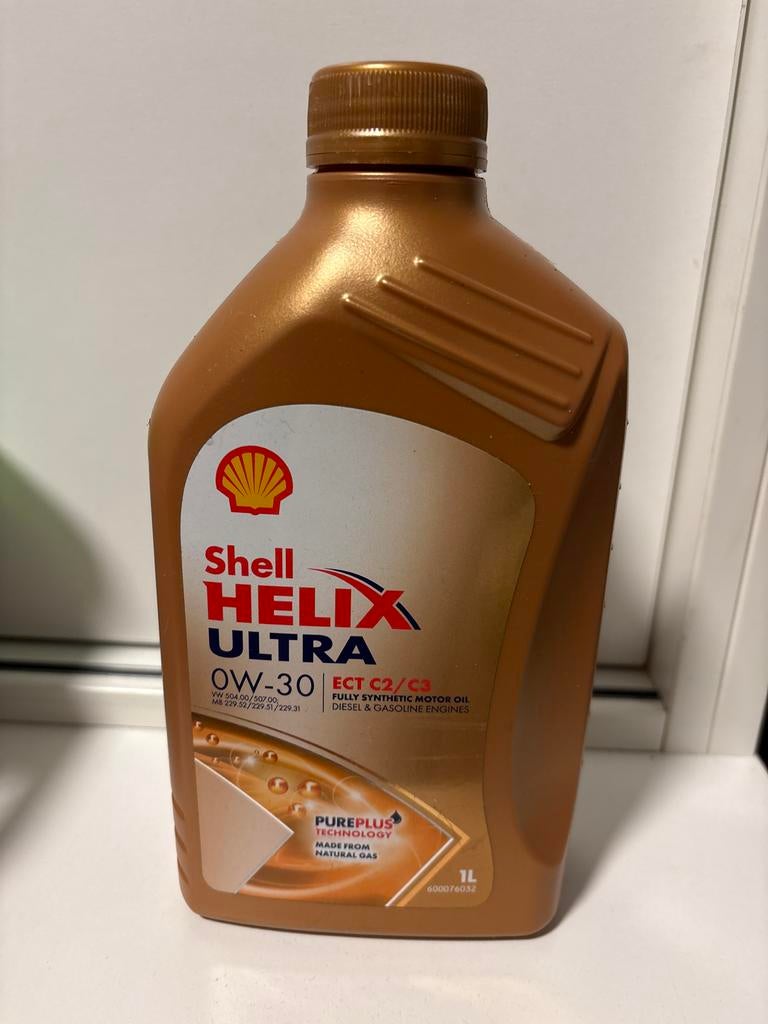 Shell
HELIX
ULTRA
0W-30
VW 504.00/507.00;
MB 229.52/229.51/229.31
ECT C2/C3
FULLY SYNTHETIC MOTOR OIL
DIESEL & GASOLINE ENGINES
PUREPLUS
TECHNOLOGY
MADE FROM
NATURAL GAS
1L
600076032